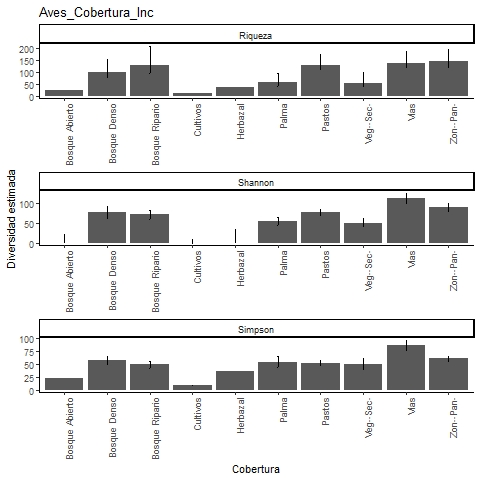 Aves_Cobertura_Inc
Riqueza
200
150
100
50
0
Bosque Abierto
Bosque Denso
Bosque Ripario
Cultivos
Herbazal
Palma
Pastos
Veg--Sec-
Vias
Zon--Pan-
Diversidad estimada
Shannon
100
50
0
Bosque Abierto
Bosque Denso
Bosque Ripario
Cultivos
Herbazal
Palma
Pastos
Veg--Sec-
Vias
Zon--Pan-
Simpson
100
75
50
25
0
Bosque Abierto
Bosque Denso
Bosque Ripario
Cultivos
Herbazal
Palma
Pastos
Veg--Sec-
Vias
Zon--Pan-
Cobertura